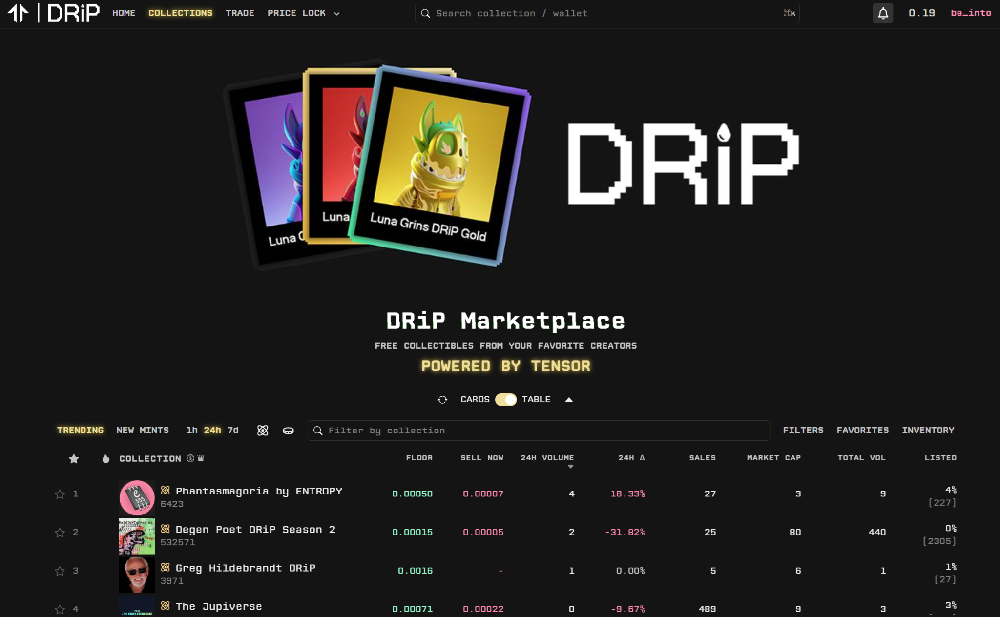 DRiP HOME COLLECTIONS TRADE PRICE LOCK Search collection / wallet ⌘K 0.19 be_into
Luna
Luna
Luna Grins DRiP Gold
DRiP
DRiP Marketplace
FREE COLLECTIBLES FROM YOUR FAVORITE CREATORS
POWERED BY TENSOR
CARDS TABLE
TRENDING NEW MINTS 1h 24h 7d Filter by collection FILTERS FAVORITES INVENTORY
COLLECTION FLOOR SELL NOW 24H VOLUME 24H Δ SALES MARKET CAP TOTAL VOL LISTED
1 Phantasmagoria by ENTROPY 0.00050 0.00007 4 -18.33% 27 3 9 4%
6423 [227]
e 555
2 Degen Poet DRiP Season 2 0.00015 0.00005 2 -31.82% 25 80 440 0%
532571 [2305]
3 Greg Hildebrandt DRiP 0.0016 - 1 0.00% 5 6 1 1%
3971 [27]
4 The Jupiverse 0.00071 0.00022 0 -9.67% 489 9 3 3%
THE
JUPIVERSE